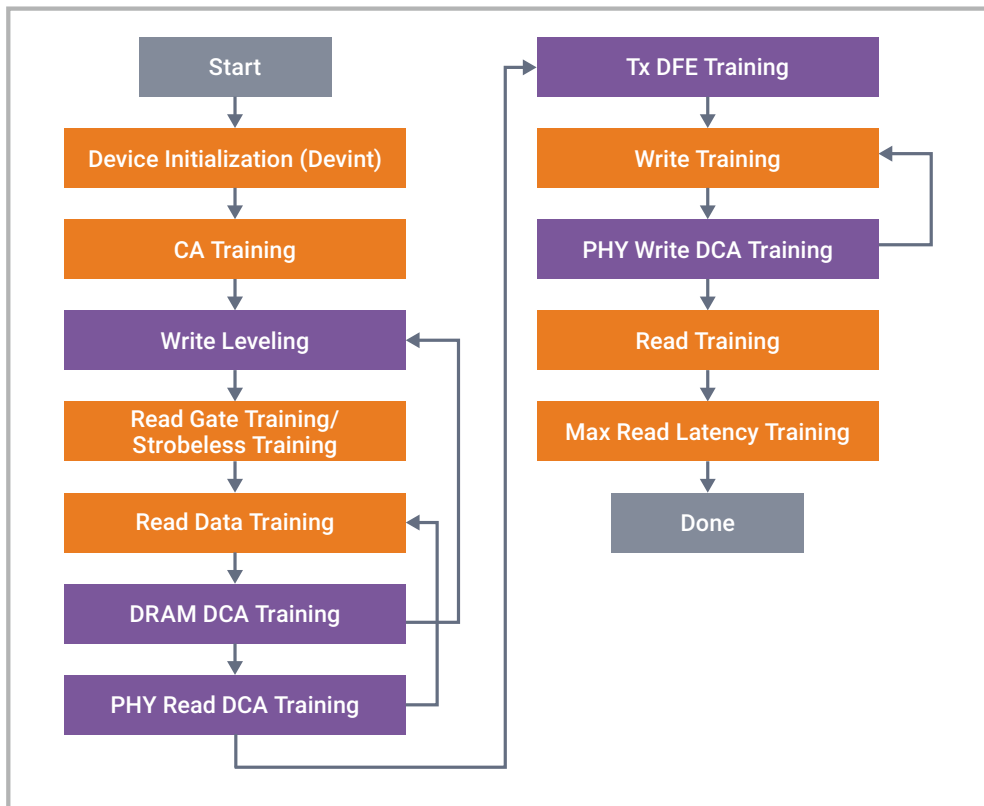 Start
Device Initialization (Devint)
CA Training
Write Leveling
Read Gate Training/
Strobeless Training
Read Data Training
DRAM DCA Training
PHY Read DCA Training
Tx DFE Training
Write Training
PHY Write DCA Training
Read Training
Max Read Latency Training
Done